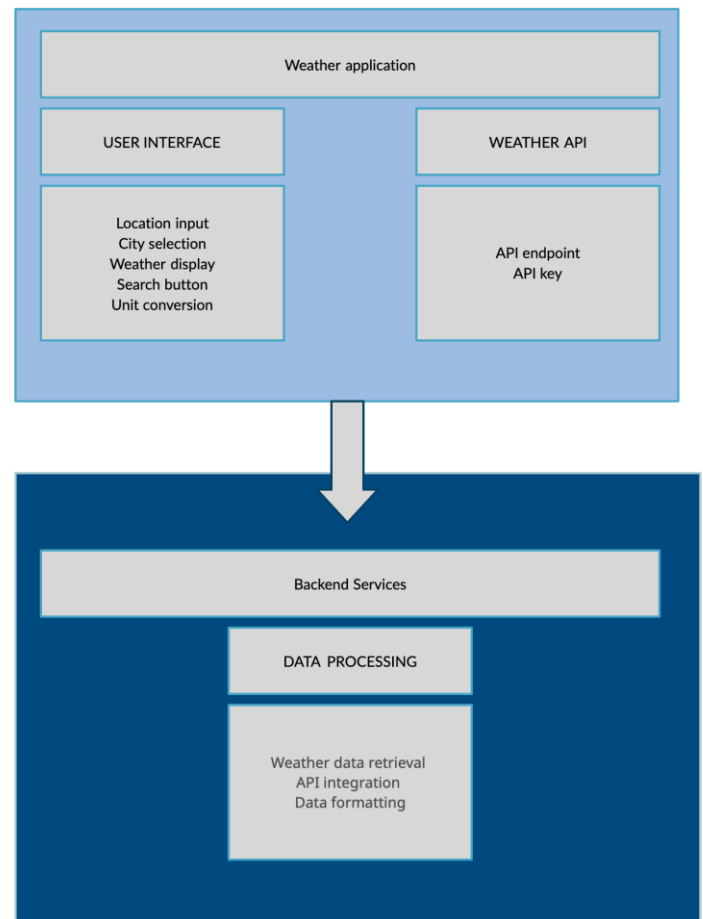 Weather application
USER INTERFACE
WEATHER API
Location input
City selection
Weather display
Search button
Unit conversion
API endpoint
API key
Backend Services
DATA PROCESSING
Weather data retrieval
API integration
Data formatting